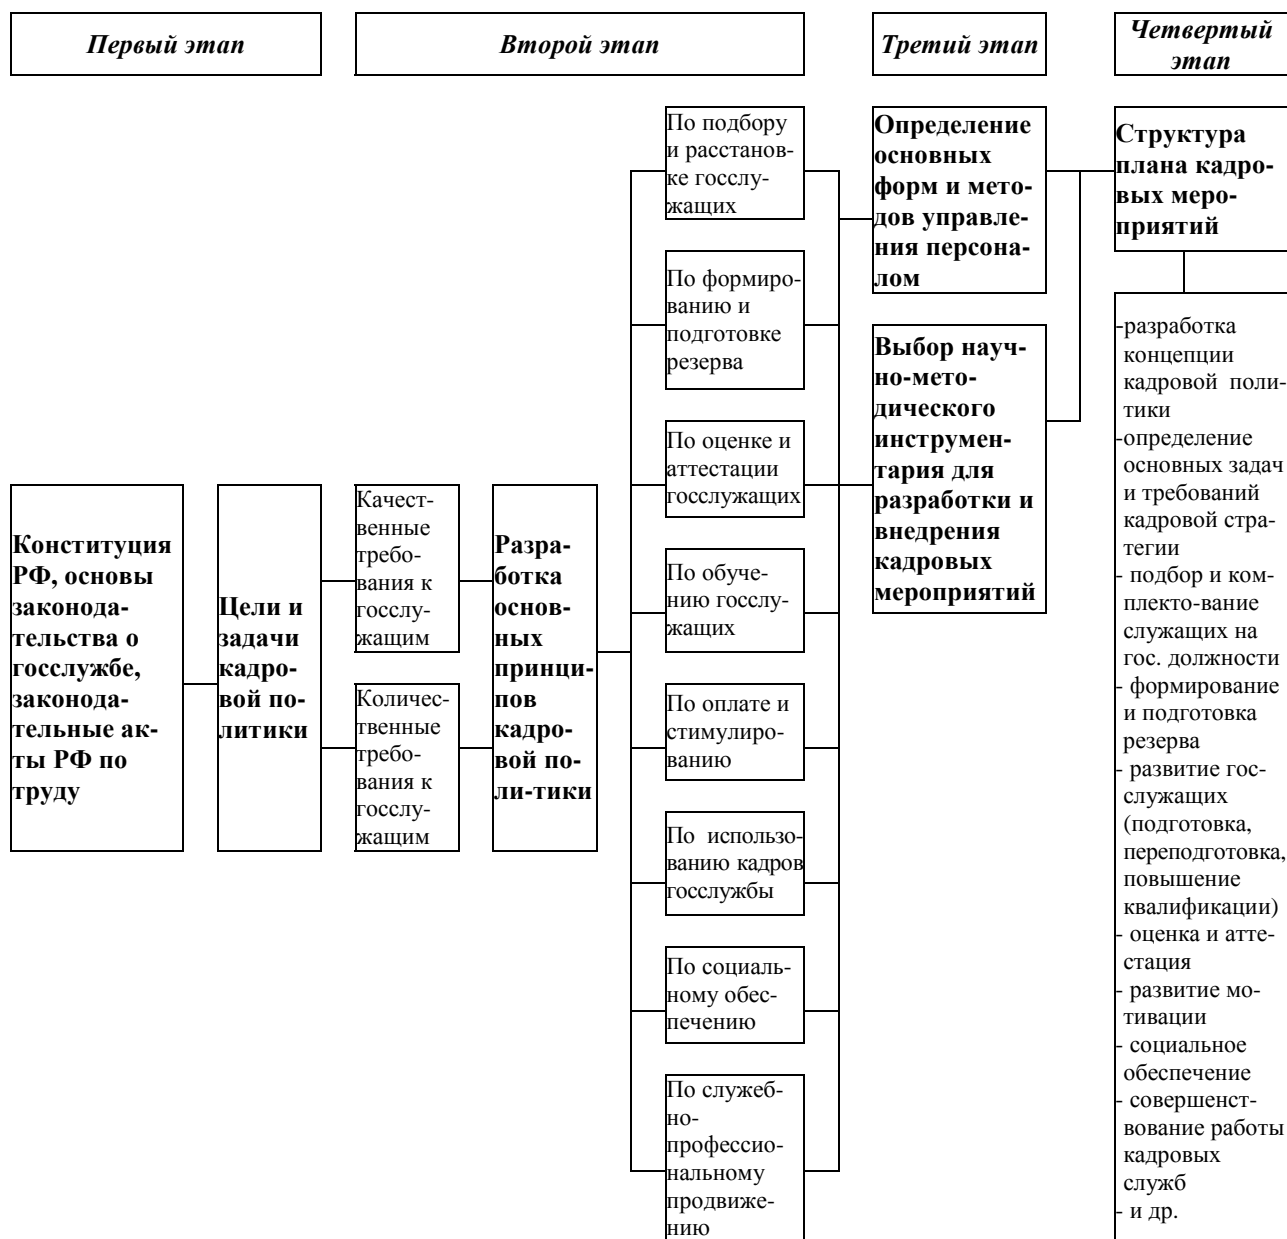 Первый этап
Второй этап
Третий этап
Четвертый
этап
Конституция
РФ, основы
законода-
тельства о
госслужбе,
законода-
тельные ак-
ты РФ по
труду
Цели и
задачи
кадро-
вой по-
литики
Качест-
венные
требо-
вания к
госслу-
жащим
Количес-
твенные
требо-
вания к
госслу-
жащим
Разра-
ботка
основ-
ных
принци-
пов
кадро-
вой по-
ли-тики
По подбору
и расстанов-
ке госслу-
жащих
По формиро-
ванию и
подготовке
резерва
По оценке и
аттестации
госслужащих
По обуче-
нию госслу-
жащих
По оплате и
стимулиро-
ванию
По использо-
ванию кадров
госслужбы
По социаль-
ному обес-
печению
По служеб-
но-
профессио-
нальному
продвиже-
нию
Определение
основных
форм и мето-
дов управле-
ния персона-
лом
Выбор науч-
но-мето-
дического
инструмен-
тария для
разработки и
внедрения
кадровых
мероприятий
Структура
плана кадро-
вых меро-
приятий
-разработка
концепции
кадровой поли-
тики
-определение
основных задач
и требований
кадровой стра-
тегии
- подбор и ком-
плекто-вание
служащих на
гос. должности
- формирование
и подготовка
резерва
- развитие гос-
служащих
(подготовка,
переподготовка,
повышение
квалификации)
- оценка и атте-
стация
- развитие мо-
тивации
- социальное
обеспечение
- совершенст-
вование работы
кадровых
служб
- и др.